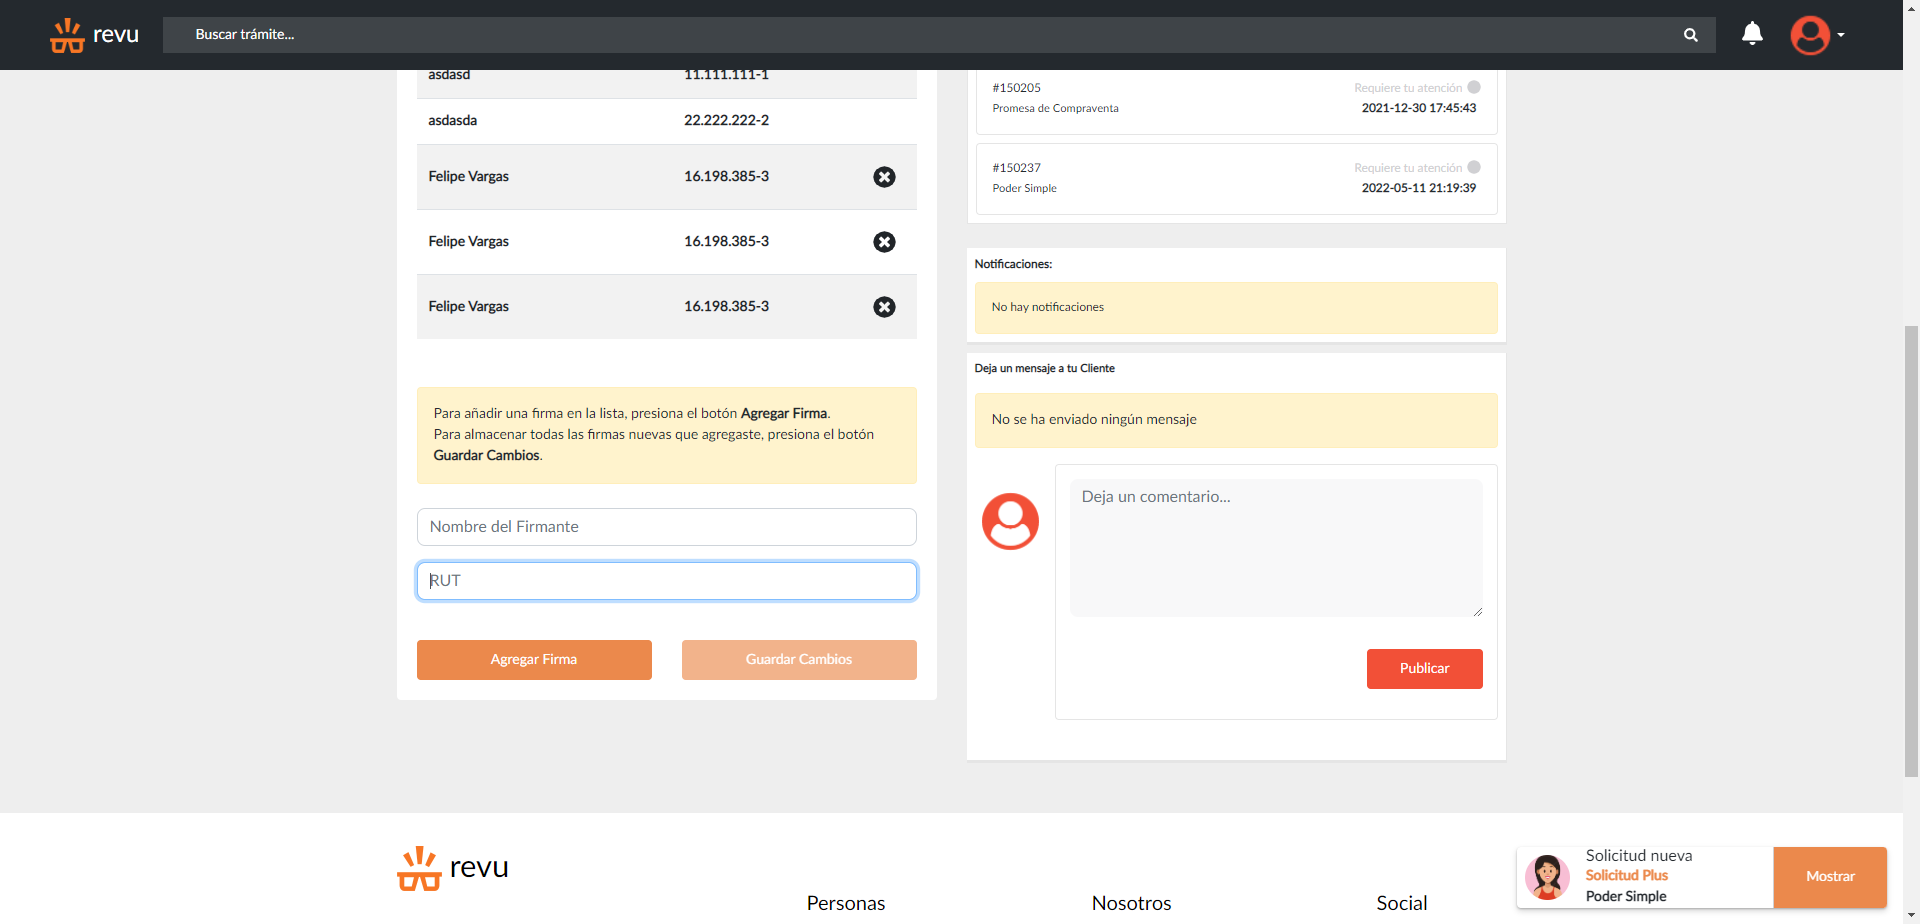 revu
Buscar trámite...
asdasd 11.111.111-1
asdasda 22.222.222-2
Felipe Vargas 16.198.385-3
Felipe Vargas 16.198.385-3
Felipe Vargas 16.198.385-3
Para añadir una firma en la lista, presiona el botón Agregar Firma.
Para almacenar todas las firmas nuevas que agregaste, presiona el botón
Guardar Cambios.
Nombre del Firmante
RUT
Agregar Firma Guardar Cambios
#150205 Requiere tu atención
Promesa de Compraventa 2021-12-30 17:45:43
#150237 Requiere tu atención
Poder Simple 2022-05-11 21:19:39
Notificaciones:
No hay notificaciones
Deja un mensaje a tu Cliente
No se ha enviado ningún mensaje
Deja un comentario...
Publicar
revu
Personas Nosotros Social
Solicitud nueva
Solicitud Plus
Poder Simple
Mostrar